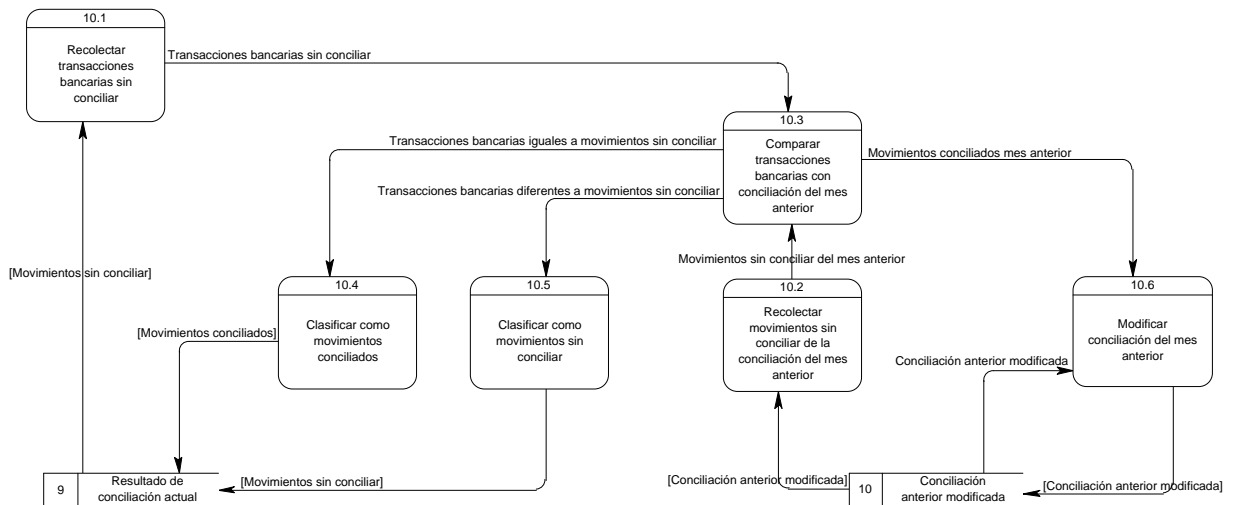 10.1
Recolectar
transacciones
bancarias sin
conciliar
Transacciones bancarias sin conciliar
10.3
Comparar
transacciones
bancarias con
conciliación del mes
anterior
Transacciones bancarias iguales a movimientos sin conciliar
Movimientos conciliados mes anterior
Transacciones bancarias diferentes a movimientos sin conciliar
Movimientos sin conciliar del mes anterior
[Movimientos sin conciliar]
10.4
Clasificar como
movimientos
conciliados
10.5
Clasificar como
movimientos sin
conciliar
10.2
Recolectar
movimientos sin
conciliar de la
conciliación del mes
anterior
10.6
Modificar
conciliación del mes
anterior
[Movimientos conciliados]
Conciliación anterior modificada
9
Resultado de
conciliación actual
[Movimientos sin conciliar]
[Conciliación anterior modificada]
10
Conciliación
anterior modificada
[Conciliación anterior modificada]